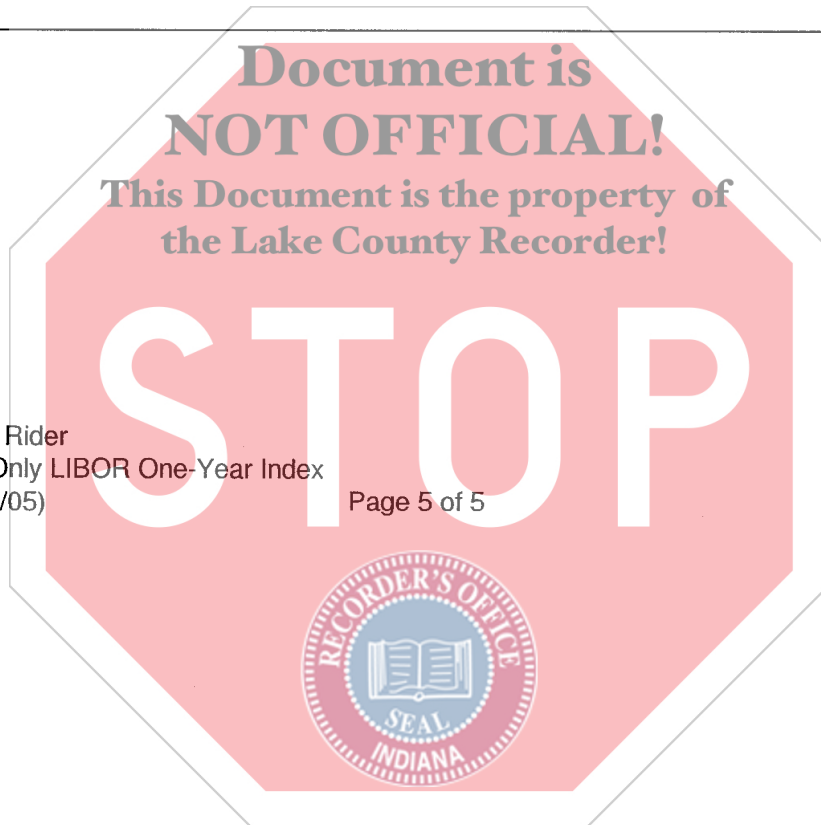 Document is
NOT OFFICIAL!
This Document is the property of
the Lake County Recorder!
STOP
Rider
Only LIBOR One-Year Index
/05)
Page 5 of 5
RECORDER'S OFFICE
SEAL
INDIANA